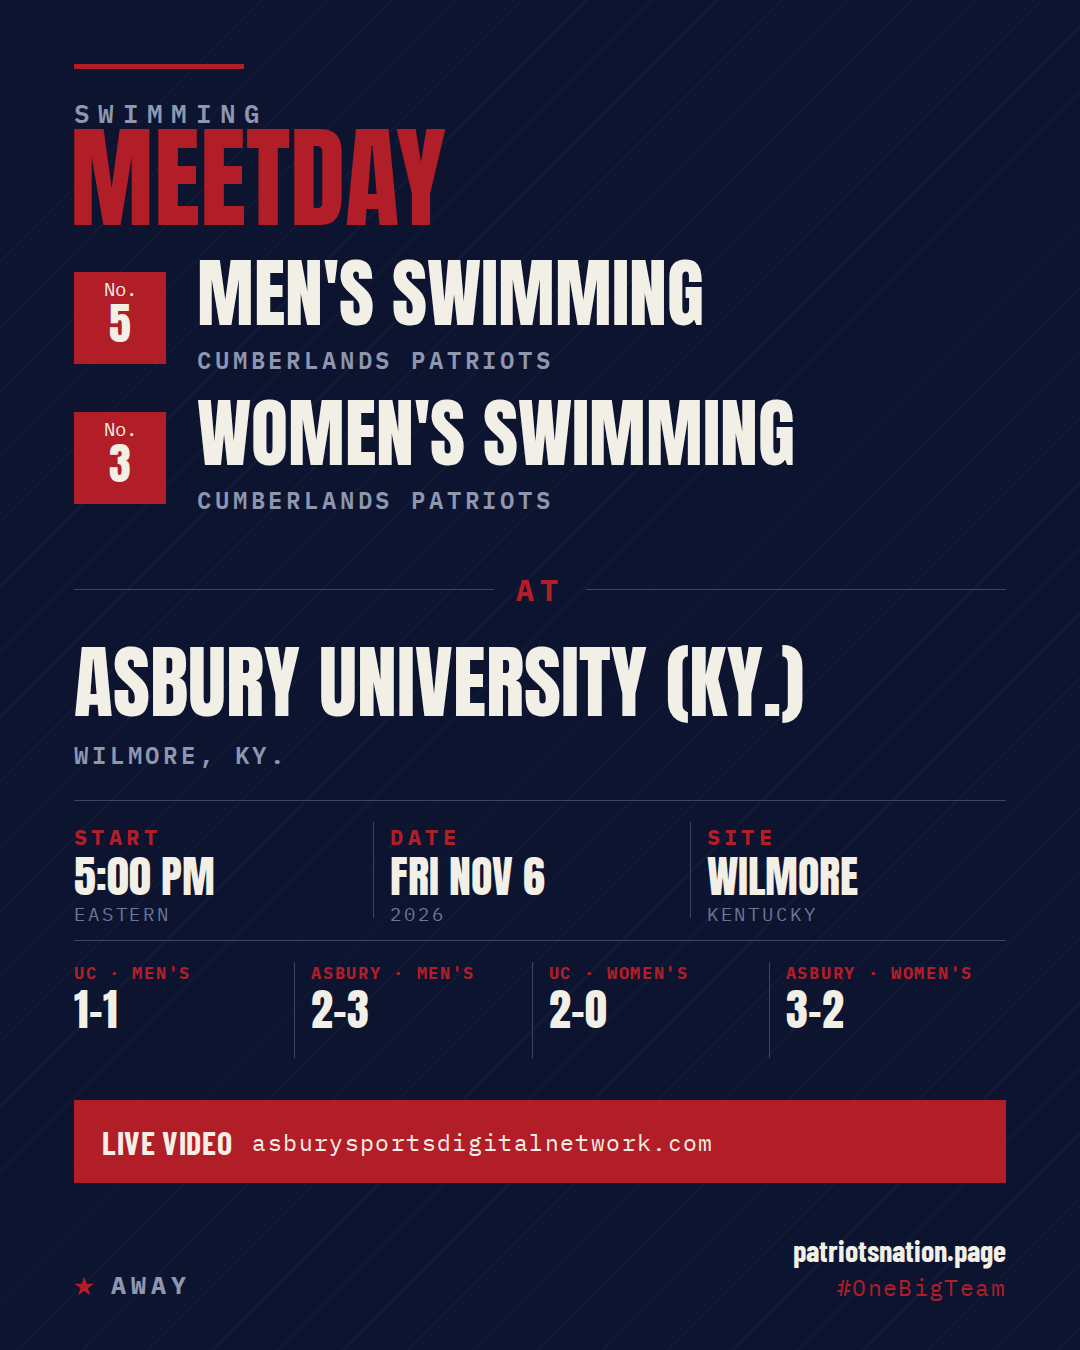 SWIMMING
MEETDAY
No.
5
MEN'S SWIMMING
CUMBERLANDS PATRIOTS
No.
3
WOMEN'S SWIMMING
CUMBERLANDS PATRIOTS
AT
ASBURY UNIVERSITY (KY.)
WILMORE, KY.
START
5:00 PM
EASTERN
DATE
FRI NOV 6
2026
SITE
WILMORE
KENTUCKY
UC · MEN'S
1-1
ASBURY · MEN'S
2-3
UC · WOMEN'S
2-0
ASBURY · WOMEN'S
3-2
LIVE VIDEO asburysportsdigitalnetwork.com
★ AWAY
patriotsnation.page
#OneBigTeam